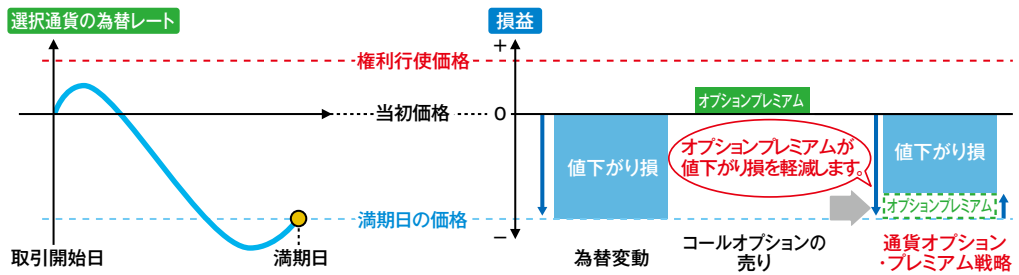 選択通貨の為替レート
損益
+
権利行使価格
オプションプレミアム
当初価格
0
オプションプレミアムが
値下がり損を軽減します。
値下がり損
値下がり損
オプションプレミアム
満期日の価格
−
取引開始日
満期日
為替変動
コールオプションの
売り
通貨オプション
・プレミアム戦略